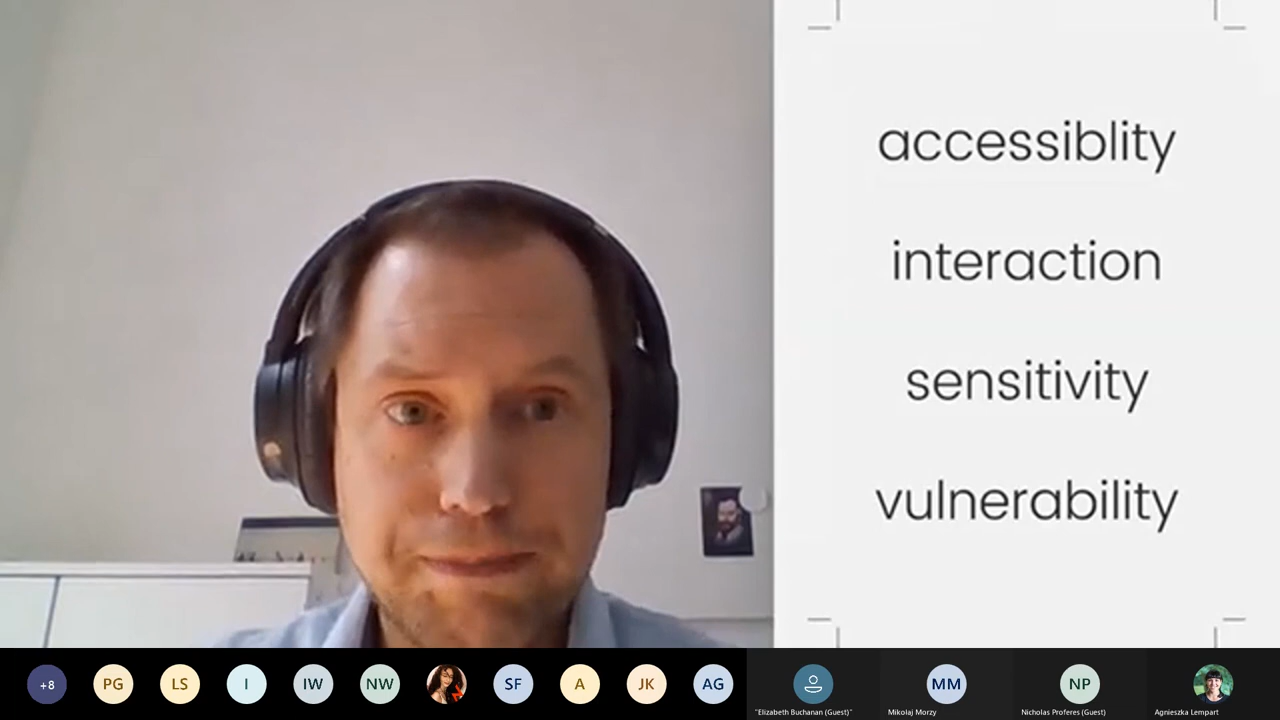 accessiblity
interaction
sensitivity
vulnerability
+8
PG
LS
I
IW
NW
SF
A
JK
AG
MM
NP
"Elizabeth Buchanan (Guest)"
Mikołaj Morzy
Nicholas Proferes (Guest)
Agnieszka Lempart